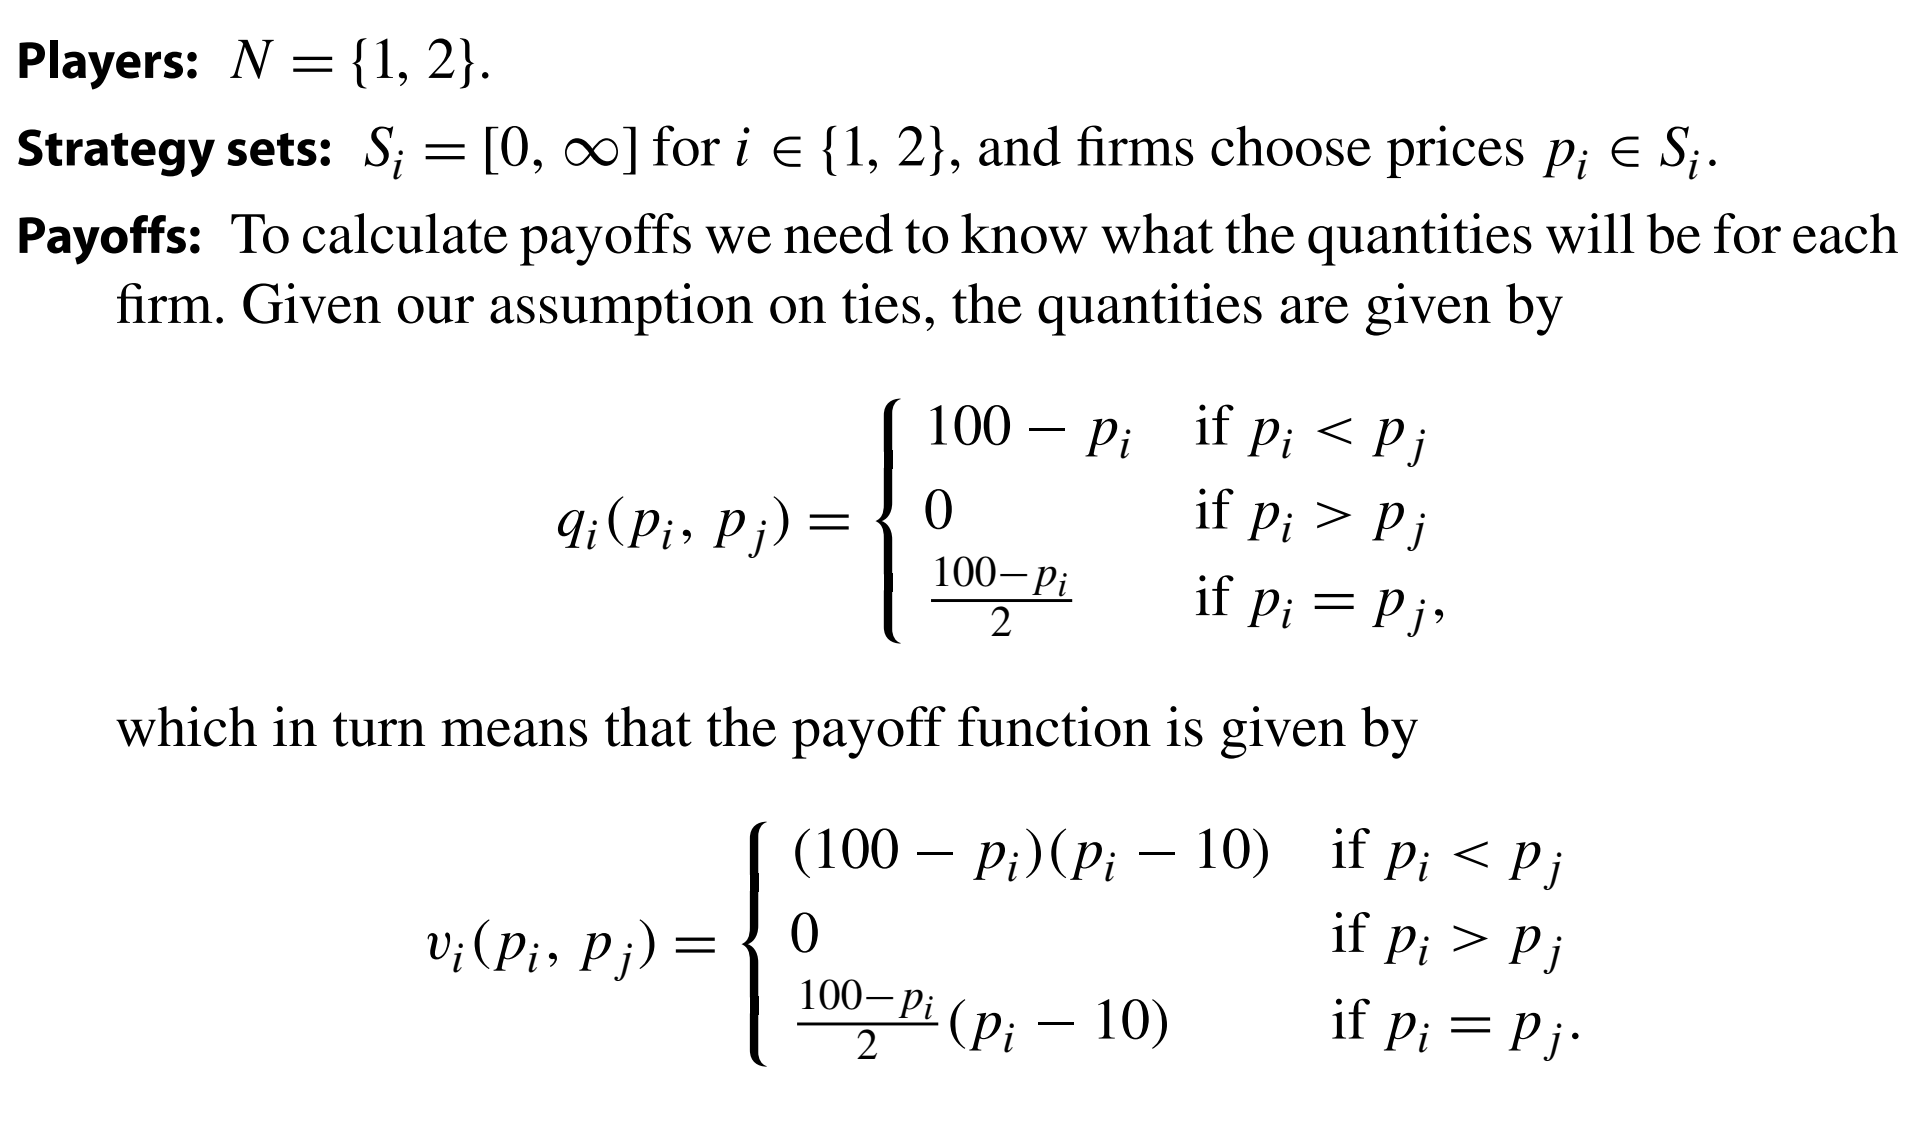 Players: N = {1, 2}.
Strategy sets: S_i = [0, ∞] for i ∈ {1, 2}, and firms choose prices p_i ∈ S_i.
Payoffs: To calculate payoffs we need to know what the quantities will be for each
firm. Given our assumption on ties, the quantities are given by
q_i(p_i, p_j) = { 100 − p_i if p_i < p_j
0 if p_i > p_j
\frac{100−p_i}{2} if p_i = p_j,
which in turn means that the payoff function is given by
v_i(p_i, p_j) = { (100 − p_i)(p_i − 10) if p_i < p_j
0 if p_i > p_j
\frac{100−p_i}{2}(p_i − 10) if p_i = p_j.